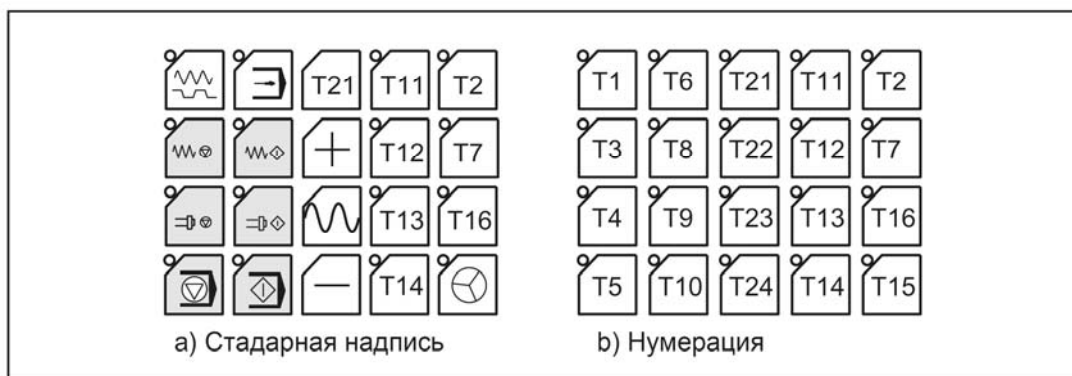 T21 T11 T2 T1 T6 T21 T11 T2
T12 T7 T3 T8 T22 T12 T7
T13 T16 T4 T9 T23 T13 T16
T14 T5 T10 T24 T14 T15
a) Стадарная надпись b) Нумерация